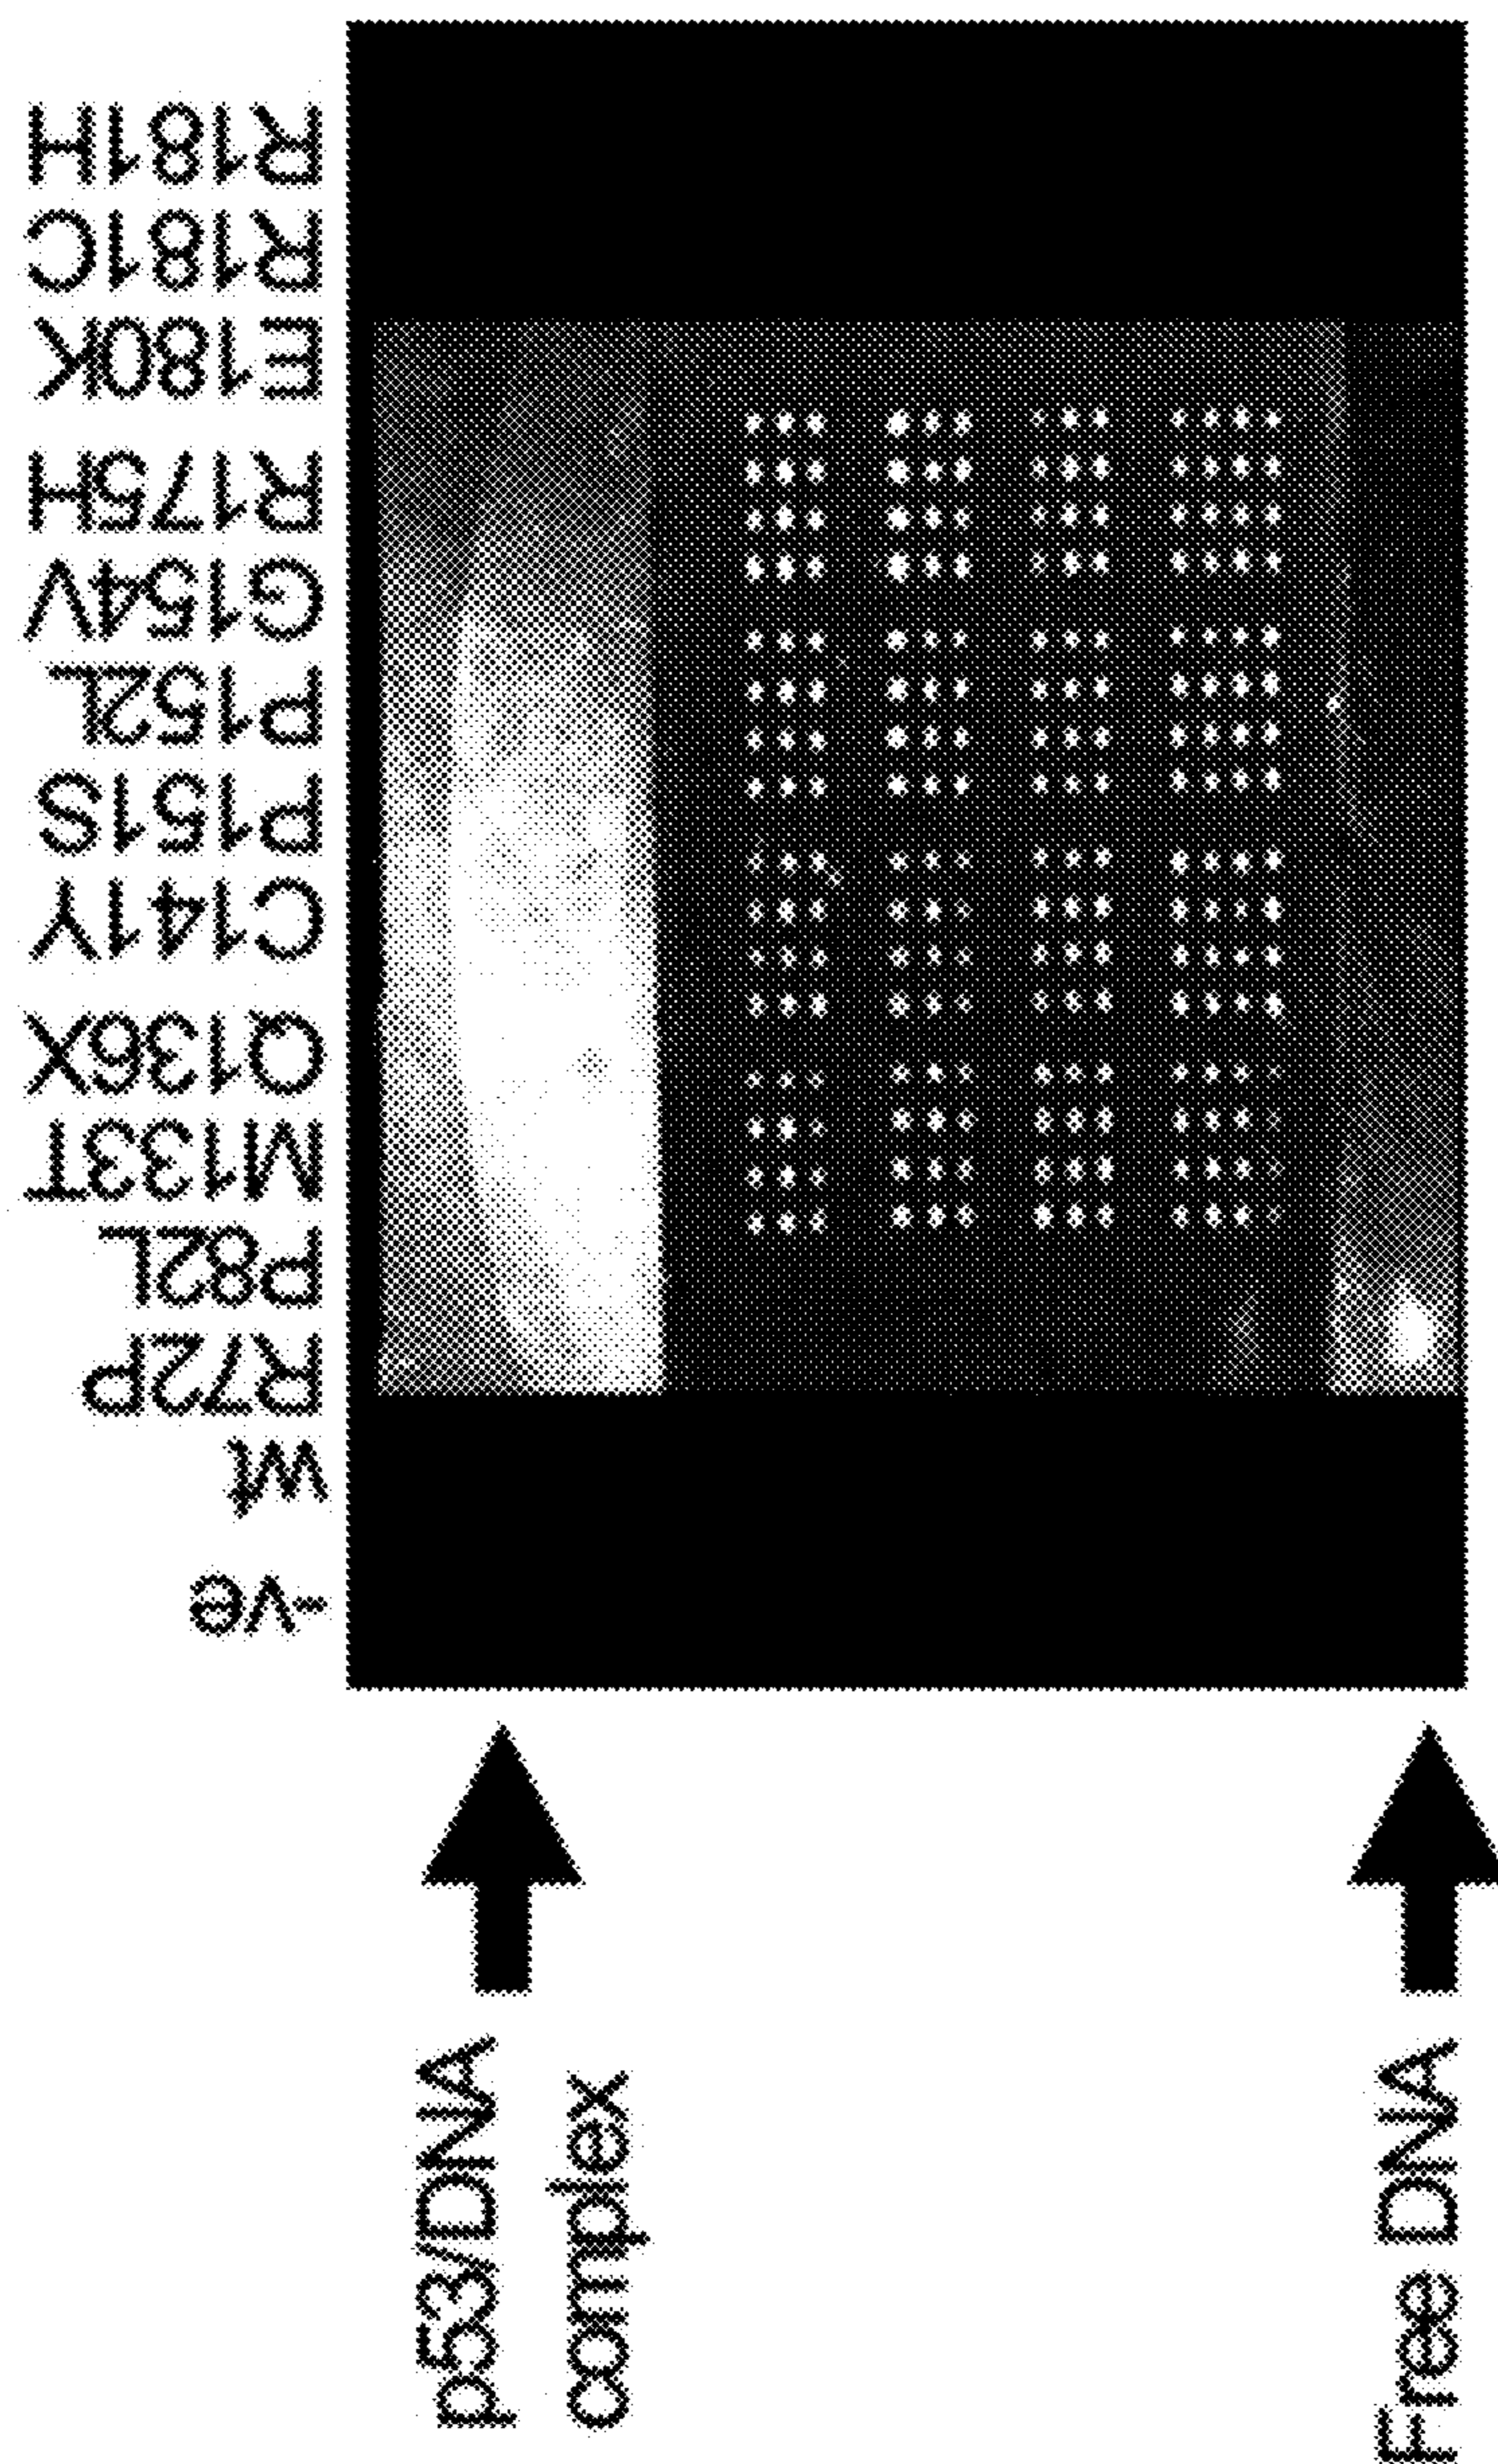 -ve
wt
R72P
P82L
M133T
Q136X
C141Y
P151S
P152L
G154V
R175H
E180K
R181C
R181H
p53/DNA
complex
Free DNA